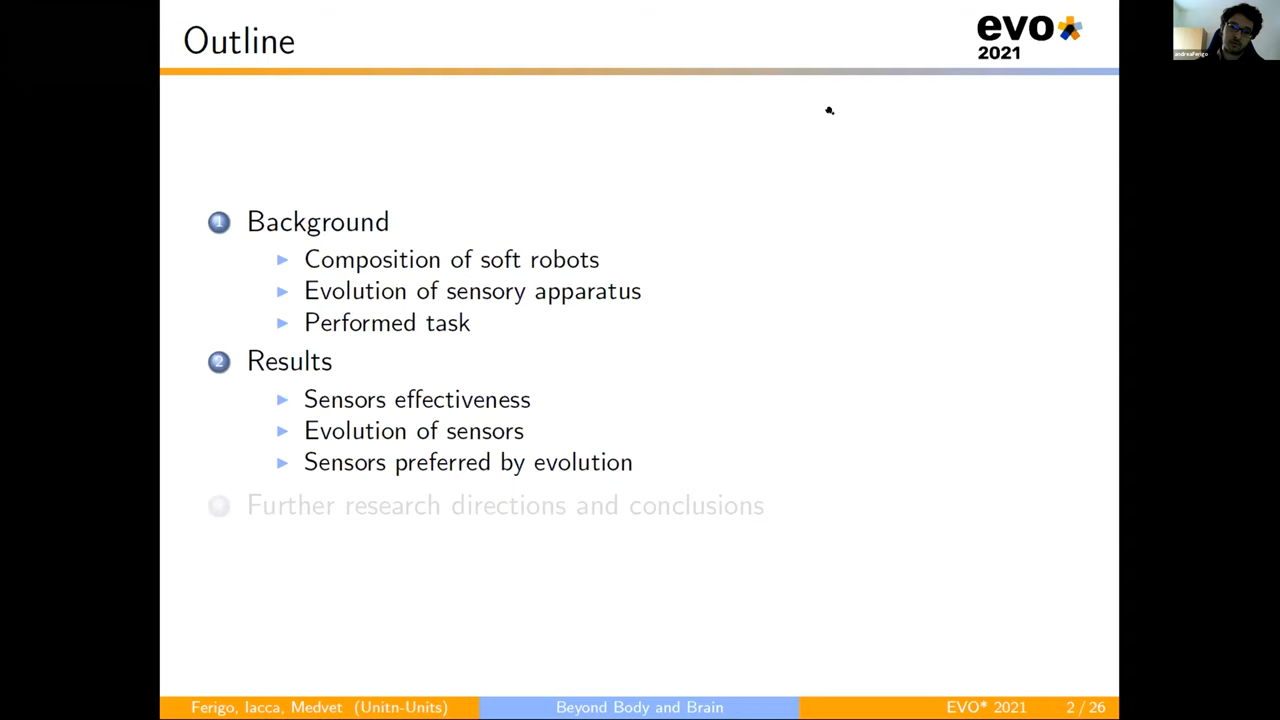 Outline
evo*
2021
andreaFerigo
1 Background
Composition of soft robots
Evolution of sensory apparatus
Performed task
2 Results
Sensors effectiveness
Evolution of sensors
Sensors preferred by evolution
Further research directions and conclusions
Ferigo, Iacca, Medvet (Unitn-Units) Beyond Body and Brain EVO* 2021 2 / 26